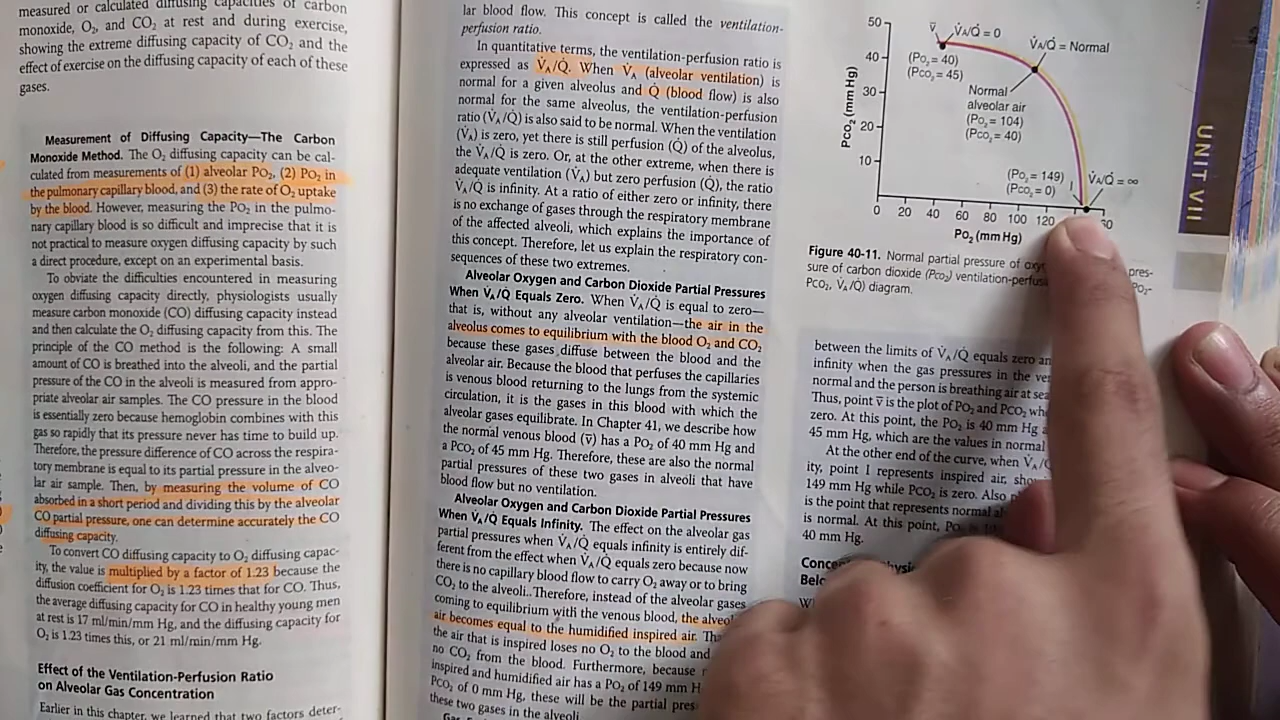 measured or calculated diffusing capacities of carbon
monoxide, O2, and CO2 at rest and during exercise,
showing the extreme diffusing capacity of CO2 and the
effect of exercise on the diffusing capacity of each of these
gases.
Measurement of Diffusing Capacity—The Carbon
Monoxide Method. The O2 diffusing capacity can be cal-
culated from measurements of (1) alveolar PO2, (2) PO2 in
the pulmonary capillary blood, and (3) the rate of O2 uptake
by the blood. However, measuring the PO2 in the pulmo-
nary capillary blood is so difficult and imprecise that it is
not practical to measure oxygen diffusing capacity by such
a direct procedure, except on an experimental basis.
To obviate the difficulties encountered in measuring
oxygen diffusing capacity directly, physiologists usually
measure carbon monoxide (CO) diffusing capacity instead
and then calculate the O2 diffusing capacity from this. The
principle of the CO method is the following: A small
amount of CO is breathed into the alveoli, and the partial
pressure of the CO in the alveoli is measured from appro-
priate alveolar air samples. The CO pressure in the blood
is essentially zero because hemoglobin combines with this
gas so rapidly that its pressure never has time to build up.
Therefore, the pressure difference of CO across the respira-
tory membrane is equal to its partial pressure in the alveo-
lar air sample. Then, by measuring the volume of CO
absorbed in a short period and dividing this by the alveolar
CO partial pressure, one can determine accurately the CO
diffusing capacity.
To convert CO diffusing capacity to O2 diffusing capac-
ity, the value is multiplied by a factor of 1.23 because the
diffusion coefficient for O2 is 1.23 times that for CO. Thus,
the average diffusing capacity for CO in healthy young men
at rest is 17 ml/min/mm Hg, and the diffusing capacity for
O2 is 1.23 times this, or 21 ml/min/mm Hg.
Effect of the Ventilation-Perfusion Ratio
on Alveolar Gas Concentration
Earlier in this chapter, we learned that two factors deter-
lar blood flow. This concept is called the ventilation-
perfusion ratio.
In quantitative terms, the ventilation-perfusion ratio is
expressed as V̇A/Q̇. When V̇A (alveolar ventilation) is
normal for a given alveolus and Q̇ (blood flow) is also
normal for the same alveolus, the ventilation-perfusion
ratio (V̇A/Q̇) is also said to be normal. When the ventilation
(V̇A) is zero, yet there is still perfusion (Q̇) of the alveolus,
the V̇A/Q̇ is zero. Or, at the other extreme, when there is
adequate ventilation (V̇A) but zero perfusion (Q̇), the ratio
V̇A/Q̇ is infinity. At a ratio of either zero or infinity, there
is no exchange of gases through the respiratory membrane
of the affected alveoli, which explains the importance of
this concept. Therefore, let us explain the respiratory con-
sequences of these two extremes.
Alveolar Oxygen and Carbon Dioxide Partial Pressures
When V̇A/Q̇ Equals Zero. When V̇A/Q̇ is equal to zero—
that is, without any alveolar ventilation—the air in the
alveolus comes to equilibrium with the blood O2 and CO2
because these gases diffuse between the blood and the
alveolar air. Because the blood that perfuses the capillaries
is venous blood returning to the lungs from the systemic
circulation, it is the gases in this blood with which the
alveolar gases equilibrate. In Chapter 41, we describe how
the normal venous blood (v̄) has a PO2 of 40 mm Hg and
a PCO2 of 45 mm Hg. Therefore, these are also the normal
partial pressures of these two gases in alveoli that have
blood flow but no ventilation.
Alveolar Oxygen and Carbon Dioxide Partial Pressures
When V̇A/Q̇ Equals Infinity. The effect on the alveolar gas
partial pressures when V̇A/Q̇ equals infinity is entirely dif-
ferent from the effect when V̇A/Q̇ equals zero because now
there is no capillary blood flow to carry O2 away or to bring
CO2 to the alveoli. Therefore, instead of the alveolar gases
coming to equilibrium with the venous blood, the
air becomes equal to the humidified inspired air.
the air that is inspired loses no O2 to the blood and
no CO2 from the blood. Furthermore, because
inspired and humidified air has a PO2 of 149 mm
PCO2 of 0 mm Hg, these will be the partial
these two gases in the alveoli
50
40
30
20
10
0 20 40 60 80 100 120
Pco2 (mm Hg)
Po2 (mm Hg)
v̄
V̇A/Q̇ = 0
(Po2 = 40)
(Pco2 = 45)
V̇A/Q̇ = Normal
Normal
alveolar air
(Po2 = 104)
(Pco2 = 40)
(Po2 = 149)
(Pco2 = 0)
I
V̇A/Q̇ = ∞
Figure 40-11. Normal partial pressure of pres-
sure of carbon dioxide (Pco2) PO2-
PCO2, V̇A/Q̇) diagram.
between the limits of V̇A/Q̇ equals zero
infinity when the gas pressures in the
normal and the person is breathing air at
Thus, point v̄ is the plot of PO2 and PCO2
zero. At this point, the PO2 is 40 mm Hg
45 mm Hg, which are the values in normal
At the other end of the curve, when
ity, point I represents inspired air,
149 mm Hg while PCO2 is zero. Also
is the point that represents normal
is normal. At this point,
40 mm Hg.
UNIT VII